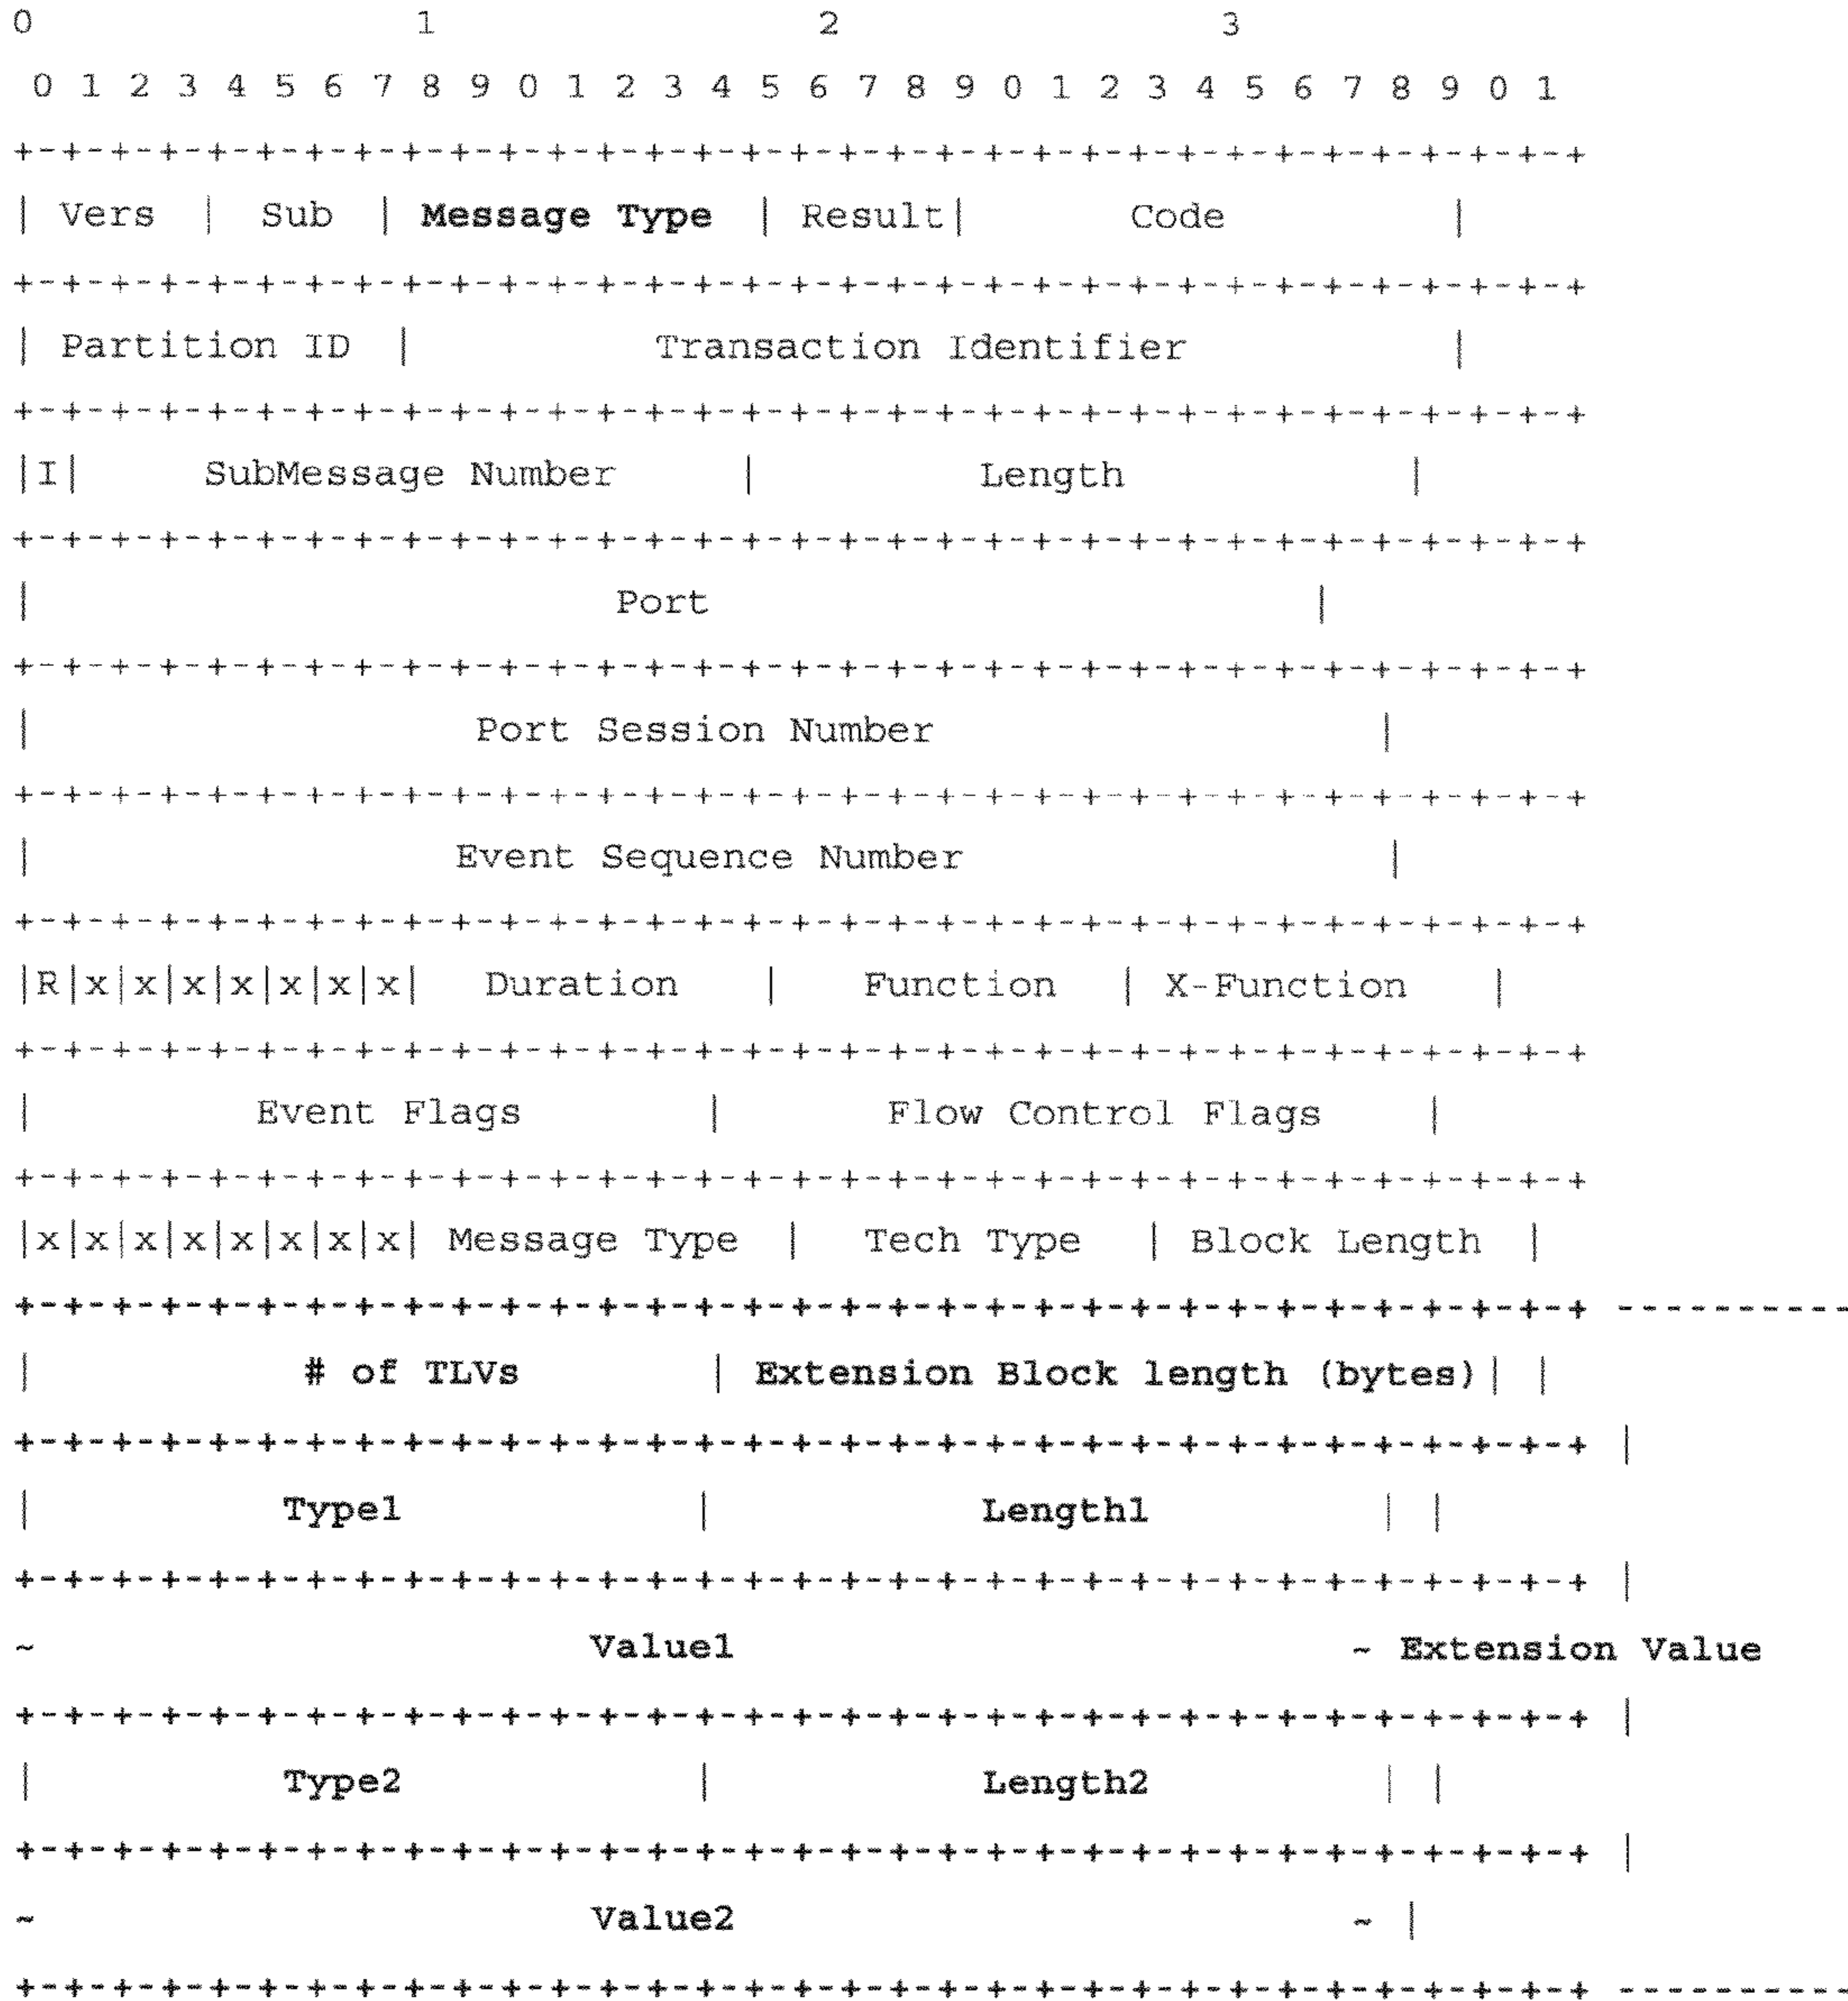 0 1 2 3
0 1 2 3 4 5 6 7 8 9 0 1 2 3 4 5 6 7 8 9 0 1 2 3 4 5 6 7 8 9 0 1
+-+-+-+-+-+-+-+-+-+-+-+-+-+-+-+-+-+-+-+-+-+-+-+-+-+-+-+-+-+-+-+-+
| Vers | Sub | Message Type | Result| Code |
+-+-+-+-+-+-+-+-+-+-+-+-+-+-+-+-+-+-+-+-+-+-+-+-+-+-+-+-+-+-+-+-+
| Partition ID | Transaction Identifier |
+-+-+-+-+-+-+-+-+-+-+-+-+-+-+-+-+-+-+-+-+-+-+-+-+-+-+-+-+-+-+-+-+
|I| SubMessage Number | Length |
+-+-+-+-+-+-+-+-+-+-+-+-+-+-+-+-+-+-+-+-+-+-+-+-+-+-+-+-+-+-+-+-+
| Port |
+-+-+-+-+-+-+-+-+-+-+-+-+-+-+-+-+-+-+-+-+-+-+-+-+-+-+-+-+-+-+-+-+
| Port Session Number |
+-+-+-+-+-+-+-+-+-+-+-+-+-+-+-+-+-+-+-+-+-+-+-+-+-+-+-+-+-+-+-+-+
| Event Sequence Number |
+-+-+-+-+-+-+-+-+-+-+-+-+-+-+-+-+-+-+-+-+-+-+-+-+-+-+-+-+-+-+-+-+
|R|x|x|x|x|x|x|x| Duration | Function | X-Function |
+-+-+-+-+-+-+-+-+-+-+-+-+-+-+-+-+-+-+-+-+-+-+-+-+-+-+-+-+-+-+-+-+
| Event Flags | Flow Control Flags |
+-+-+-+-+-+-+-+-+-+-+-+-+-+-+-+-+-+-+-+-+-+-+-+-+-+-+-+-+-+-+-+-+
|x|x|x|x|x|x|x|x| Message Type | Tech Type | Block Length |
+-+-+-+-+-+-+-+-+-+-+-+-+-+-+-+-+-+-+-+-+-+-+-+-+-+-+-+-+-+-+-+-+ ----------
| # of TLVs | Extension Block length (bytes)| |
+-+-+-+-+-+-+-+-+-+-+-+-+-+-+-+-+-+-+-+-+-+-+-+-+-+-+-+-+-+-+-+-+ |
| Type1 | Length1 | |
+-+-+-+-+-+-+-+-+-+-+-+-+-+-+-+-+-+-+-+-+-+-+-+-+-+-+-+-+-+-+-+-+ |
~ Value1 ~ Extension Value
+-+-+-+-+-+-+-+-+-+-+-+-+-+-+-+-+-+-+-+-+-+-+-+-+-+-+-+-+-+-+-+-+ |
| Type2 | Length2 | |
+-+-+-+-+-+-+-+-+-+-+-+-+-+-+-+-+-+-+-+-+-+-+-+-+-+-+-+-+-+-+-+-+ |
~ Value2 ~ |
+-+-+-+-+-+-+-+-+-+-+-+-+-+-+-+-+-+-+-+-+-+-+-+-+-+-+-+-+-+-+-+-+ ----------